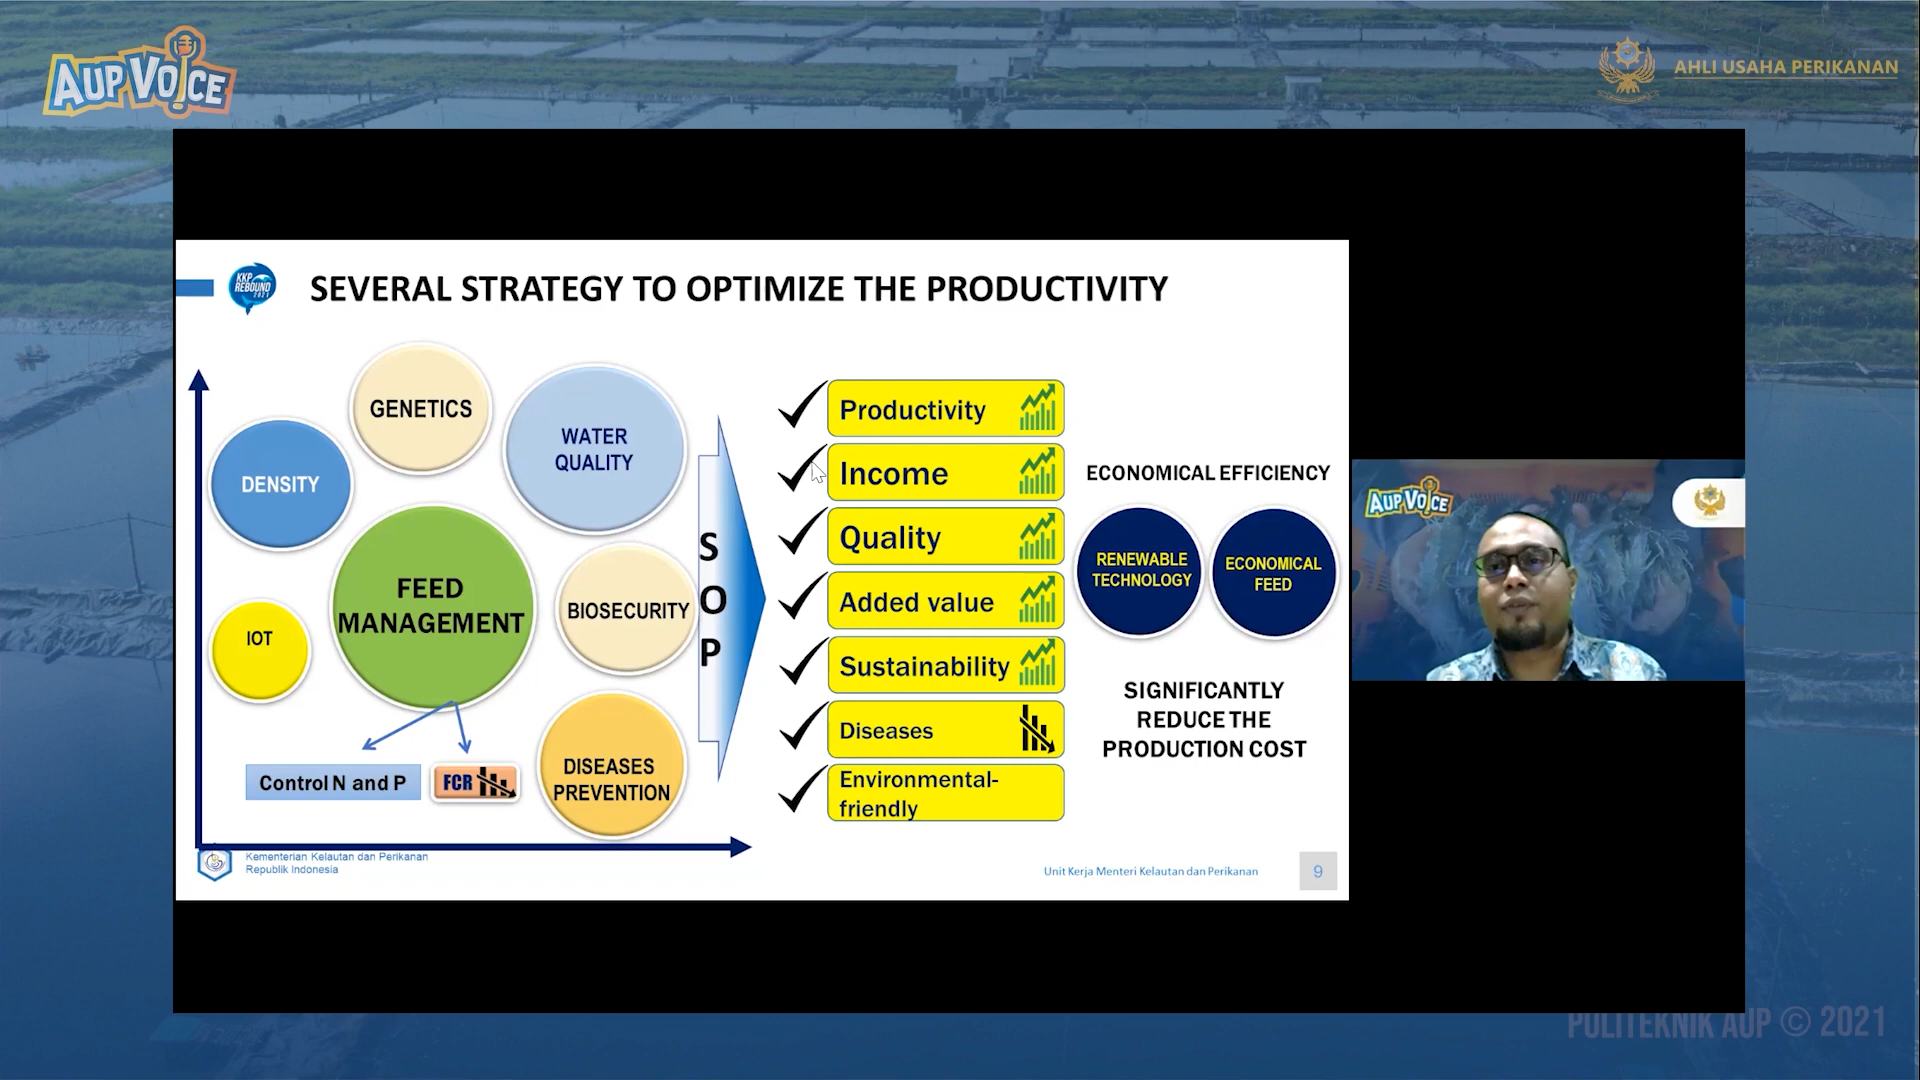 AUP VOICE
AHLI USAHA PERIKANAN
KKP
REBOUND
2021
SEVERAL STRATEGY TO OPTIMIZE THE PRODUCTIVITY
GENETICS
WATER
QUALITY
DENSITY
FEED
MANAGEMENT
BIOSECURITY
IOT
Control N and P
FCR
DISEASES
PREVENTION
S
O
P
Productivity
Income
Quality
Added value
Sustainability
Diseases
Environmental-
friendly
ECONOMICAL EFFICIENCY
RENEWABLE
TECHNOLOGY
ECONOMICAL
FEED
SIGNIFICANTLY
REDUCE THE
PRODUCTION COST
Kementerian Kelautan dan Perikanan
Republik Indonesia
Unit Kerja Menteri Kelautan dan Perikanan
9
AUP VOICE
POLITEKNIK AUP © 2021